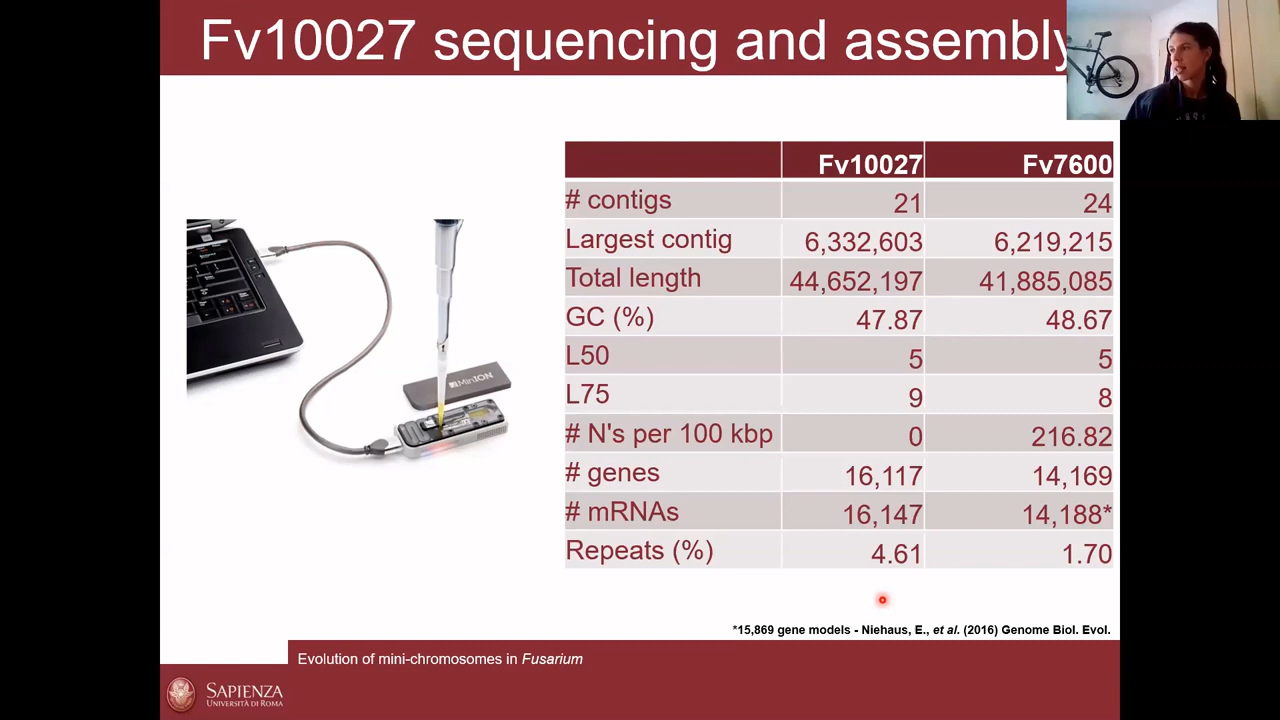 Fv10027 sequencing and assembly
Fv10027 Fv7600
# contigs 21 24
Largest contig 6,332,603 6,219,215
Total length 44,652,197 41,885,085
GC (%) 47.87 48.67
L50 5 5
L75 9 8
# N's per 100 kbp 0 216.82
# genes 16,117 14,169
# mRNAs 16,147 14,188*
Repeats (%) 4.61 1.70
MinION
*15,869 gene models - Niehaus, E., et al. (2016) Genome Biol. Evol.
Evolution of mini-chromosomes in Fusarium
SAPIENZA
UNIVERSITÀ DI ROMA